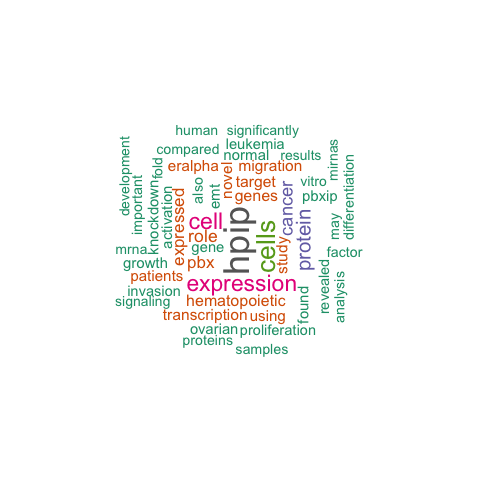 human significantly
compared leukemia
normal results
eralpha migration
novel
target
genes
vitro
pbxip
mirnas
differentiation
development
important
fold
knockdown
activation
also
emt
expressed
cell
role
gene
pbx
hpip
cells
cancer
protein
study
may
factor
mrna
growth
patients
expression
invasion
signaling
hematopoietic
transcription using
found
revealed
analysis
ovarian proliferation
proteins
samples